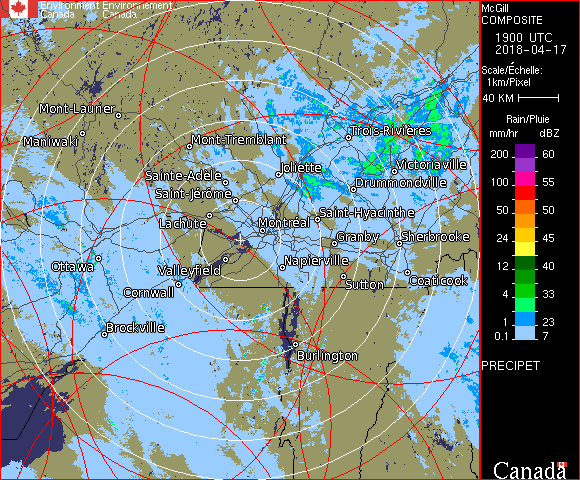 Environment Environnement
Canada Canada
McGill
COMPOSITE
1900 UTC
2018-04-17
Scale/Échelle:
1km/Pixel
40 KM
Rain/Pluie
mm/hr dBZ
200 60
100 55
50 50
24 45
12 40
4 33
1 30
0.1 23
7
PRECIPET
Canada
Mont-Laurier
Maniwaki
Mont-Tremblant
Trois-Rivières
Sainte-Adèle
Joliette
Victoriaville
Saint-Jérôme
Drummondville
Lachute
Montréal
Saint-Hyacinthe
Granby
Sherbrooke
Ottawa
Valleyfield
Napierville
Cornwall
Sutton
Coaticook
Brockville
Burlington